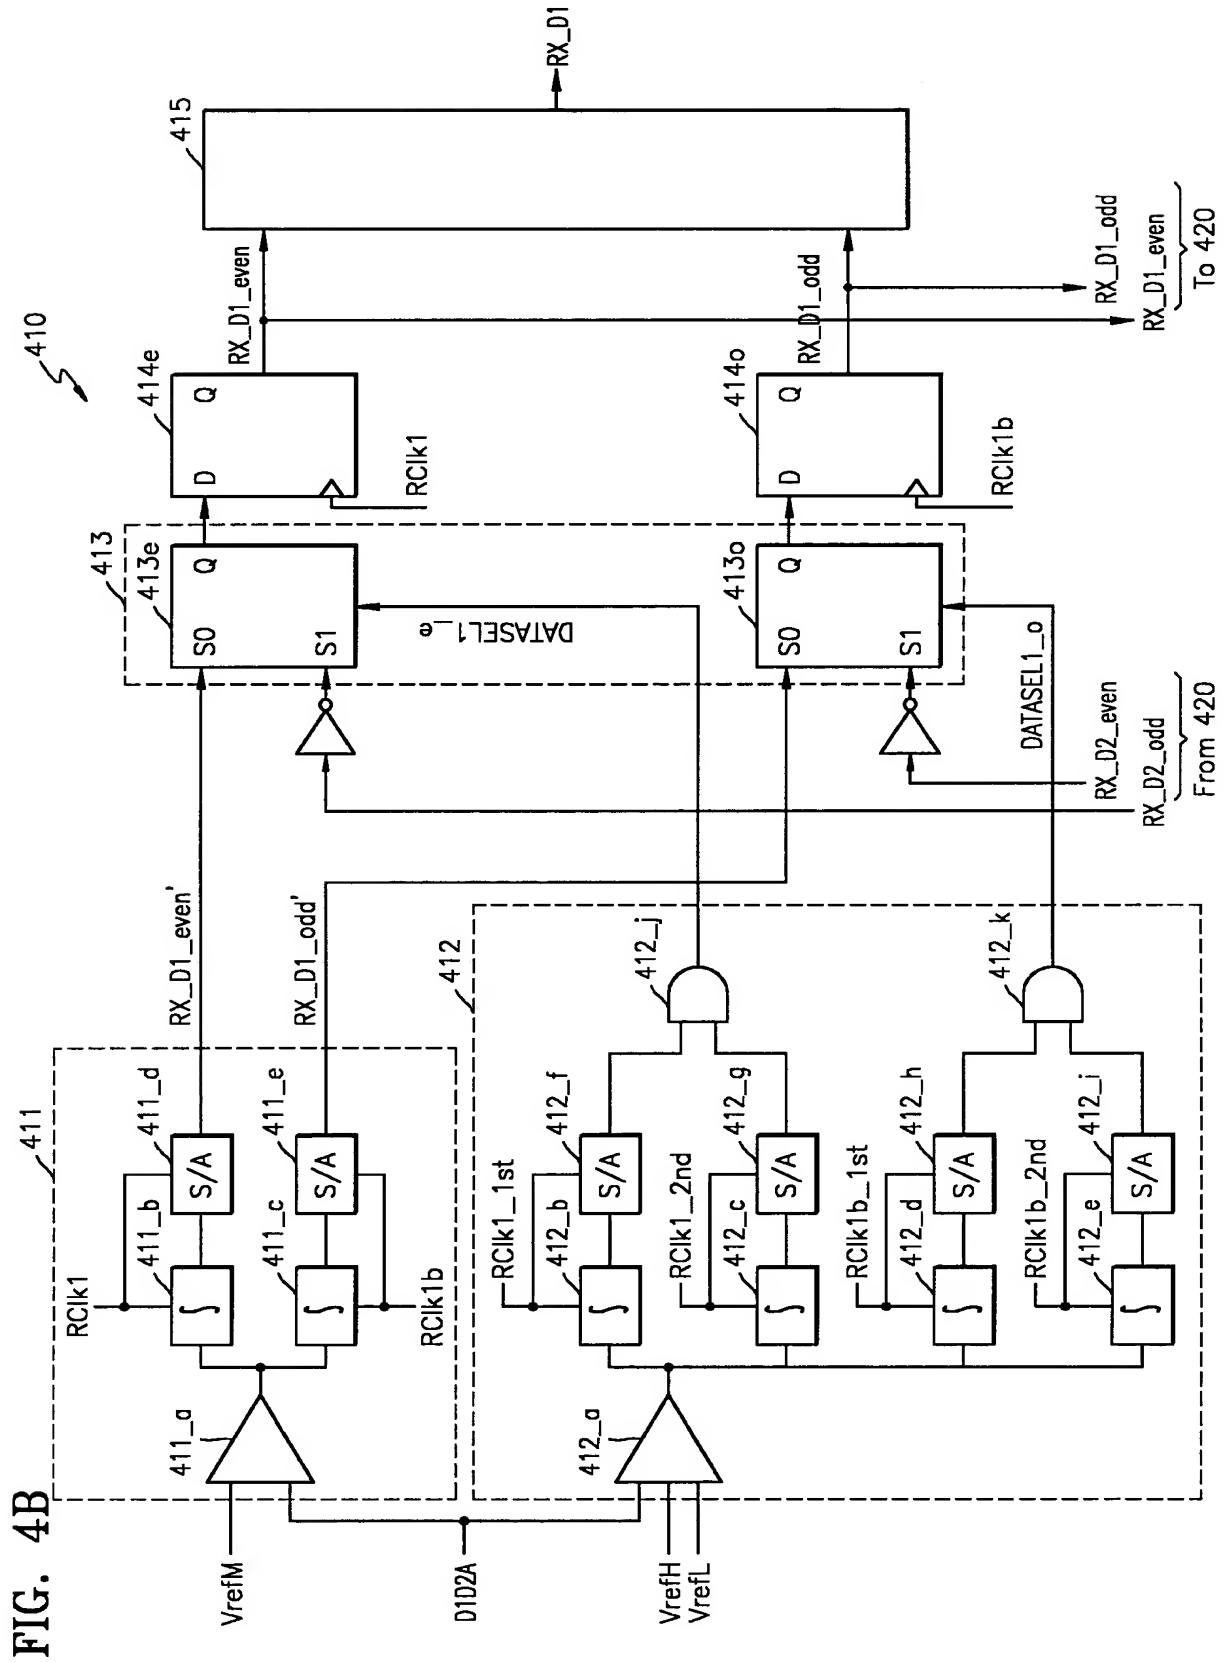 FIG. 4B
410
411
VrefM
411_a
RClk1
411_b
∫
411_d
S/A
RX_D1_even'
411_c
∫
411_e
S/A
RClk1b
RX_D1_odd'
D1D2A
412
VrefH
VrefL
412_a
RClk1_1st
412_b
∫
412_f
S/A
RClk1_2nd
412_c
∫
412_g
S/A
412_j
RClk1b_1st
412_d
∫
412_h
S/A
RClk1b_2nd
412_e
∫
412_i
S/A
412_k
413
413e
S0
Q
S1
DATASEL1_e
413o
S0
Q
S1
DATASEL1_o
RX_D2_even
RX_D2_odd
From 420
414e
D
Q
RClk1
414o
D
Q
RClk1b
RX_D1_even
RX_D1_odd
RX_D1_odd
RX_D1_even
To 420
415
RX_D1